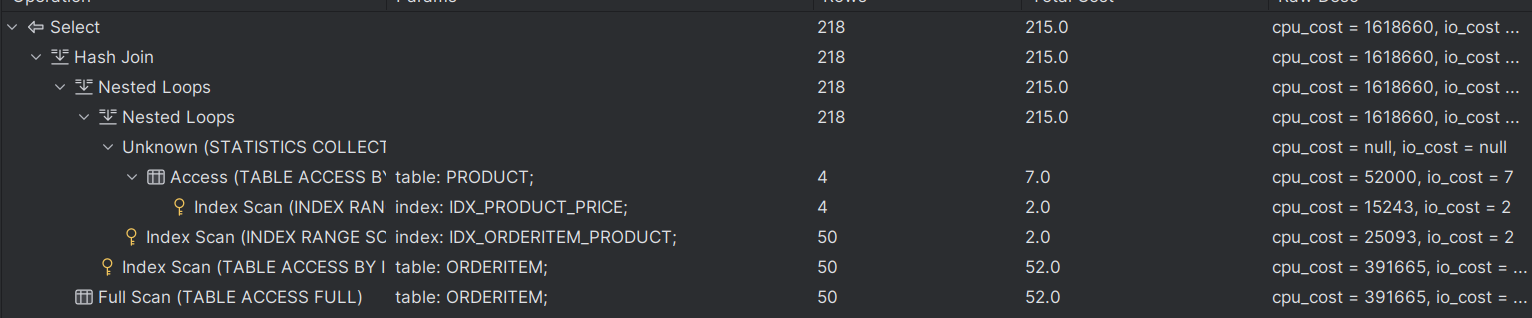 Operation Params Rows Total Cost Raw Desc
Select 218 215.0 cpu_cost = 1618660, io_cost ...
Hash Join 218 215.0 cpu_cost = 1618660, io_cost ...
Nested Loops 218 215.0 cpu_cost = 1618660, io_cost ...
Nested Loops 218 215.0 cpu_cost = 1618660, io_cost ...
Unknown (STATISTICS COLLECT cpu_cost = null, io_cost = null
Access (TABLE ACCESS BY table: PRODUCT; 4 7.0 cpu_cost = 52000, io_cost = 7
Index Scan (INDEX RAN index: IDX_PRODUCT_PRICE; 4 2.0 cpu_cost = 15243, io_cost = 2
Index Scan (INDEX RANGE SC index: IDX_ORDERITEM_PRODUCT; 50 2.0 cpu_cost = 25093, io_cost = 2
Index Scan (TABLE ACCESS BY I table: ORDERITEM; 50 52.0 cpu_cost = 391665, io_cost = ...
Full Scan (TABLE ACCESS FULL) table: ORDERITEM; 50 52.0 cpu_cost = 391665, io_cost = ...